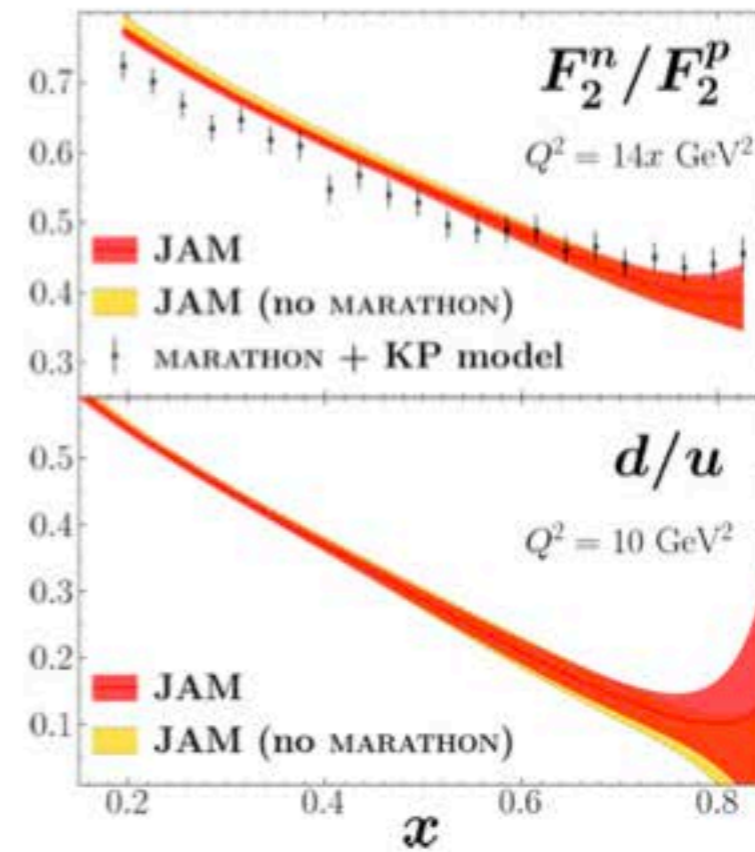 0.7
0.6
0.5
0.4
0.3
F₂ⁿ/F₂ᵖ
Q² = 14x GeV²
JAM
JAM (no MARATHON)
MARATHON + KP model
0.5
0.4
0.3
0.2
0.1
d/u
Q² = 10 GeV²
JAM
JAM (no MARATHON)
0.2 0.4 0.6 0.8
x